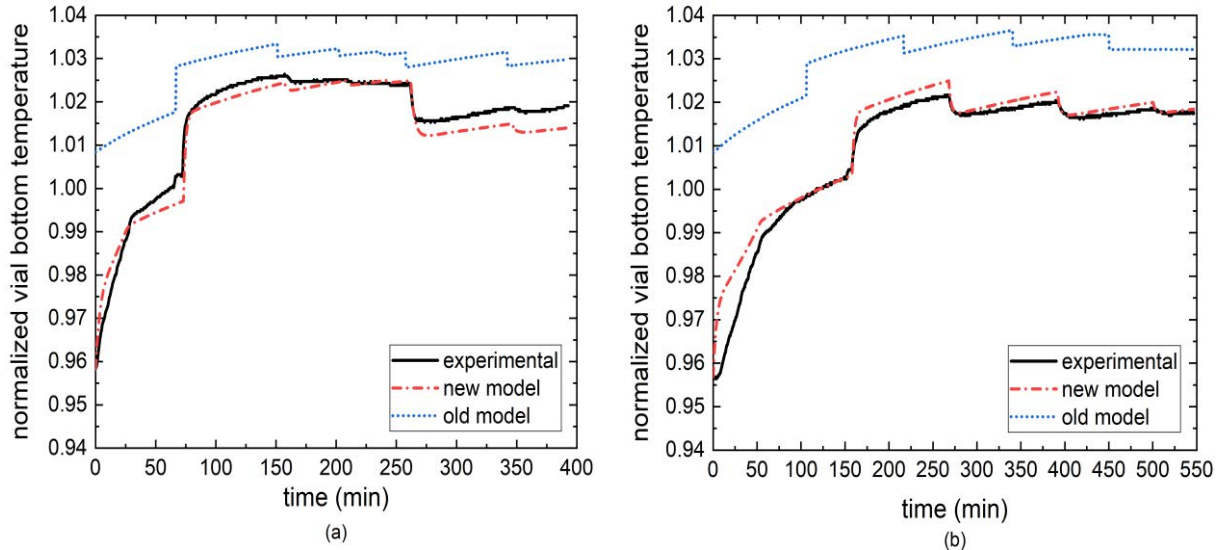 normalized vial bottom temperature
1.04
1.03
1.02
1.01
1.00
0.99
0.98
0.97
0.96
0.95
0.94
experimental
new model
old model
0 50 100 150 200 250 300 350 400
time (min)
(a)
normalized vial bottom temperature
1.04
1.03
1.02
1.01
1.00
0.99
0.98
0.97
0.96
0.95
0.94
experimental
new model
old model
0 50 100 150 200 250 300 350 400 450 500 550
time (min)
(b)